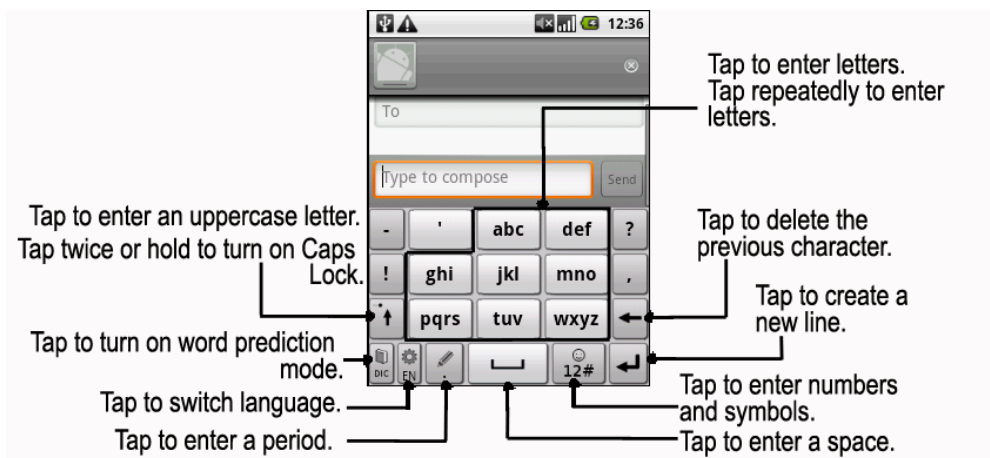 12:36
To
Type to compose
Send
- ' abc def ?
! ghi jkl mno ,
pqrs tuv wxyz
DIC EN . 12#
Tap to enter an uppercase letter.
Tap twice or hold to turn on Caps
Lock.
Tap to turn on word prediction
mode.
Tap to switch language.
Tap to enter a period.
Tap to enter letters.
Tap repeatedly to enter
letters.
Tap to delete the
previous character.
Tap to create a
new line.
Tap to enter numbers
and symbols.
Tap to enter a space.